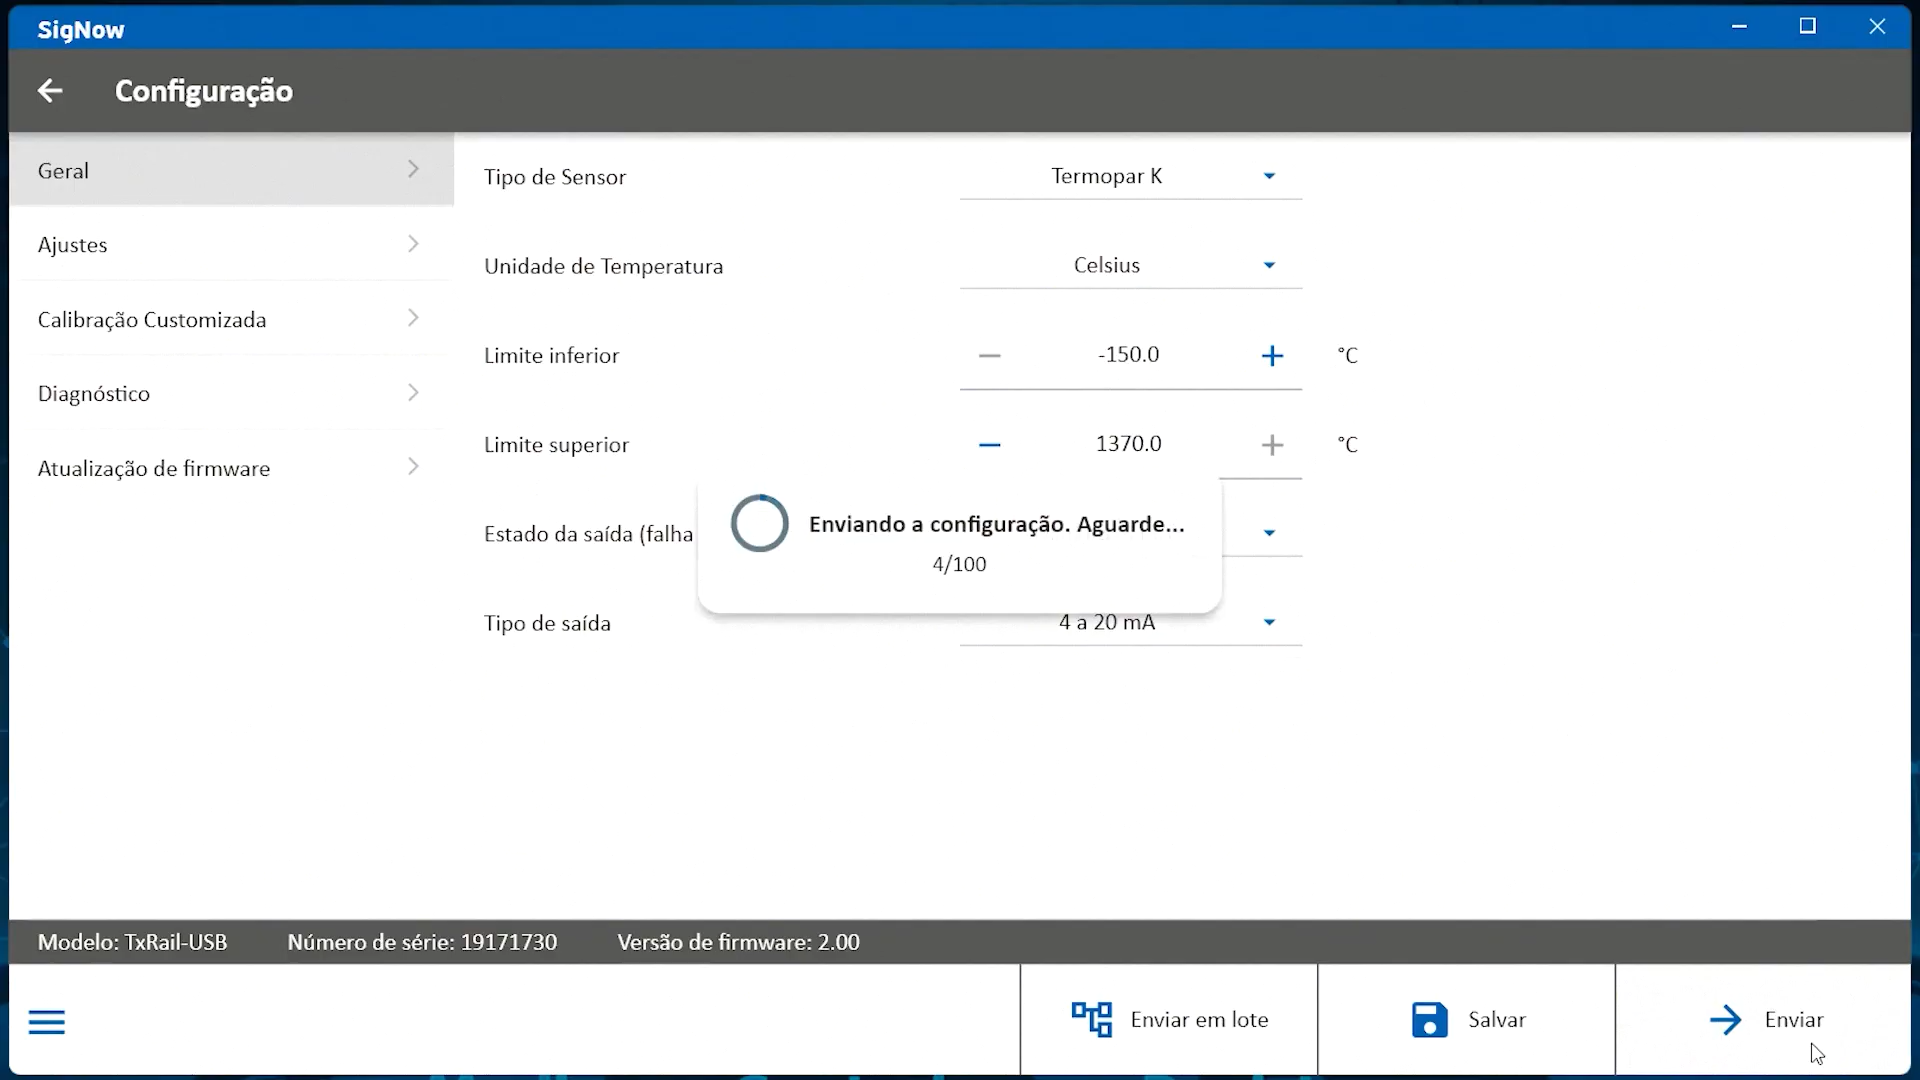 SigNow
Configuração
Geral
Ajustes
Calibração Customizada
Diagnóstico
Atualização de firmware
Tipo de Sensor
Termopar K
Unidade de Temperatura
Celsius
Limite inferior
-150.0
°C
Limite superior
1370.0
°C
Estado da saída (falha
Enviando a configuração. Aguarde...
4/100
Tipo de saída
4 a 20 mA
Modelo: TxRail-USB
Número de série: 19171730
Versão de firmware: 2.00
Enviar em lote
Salvar
Enviar